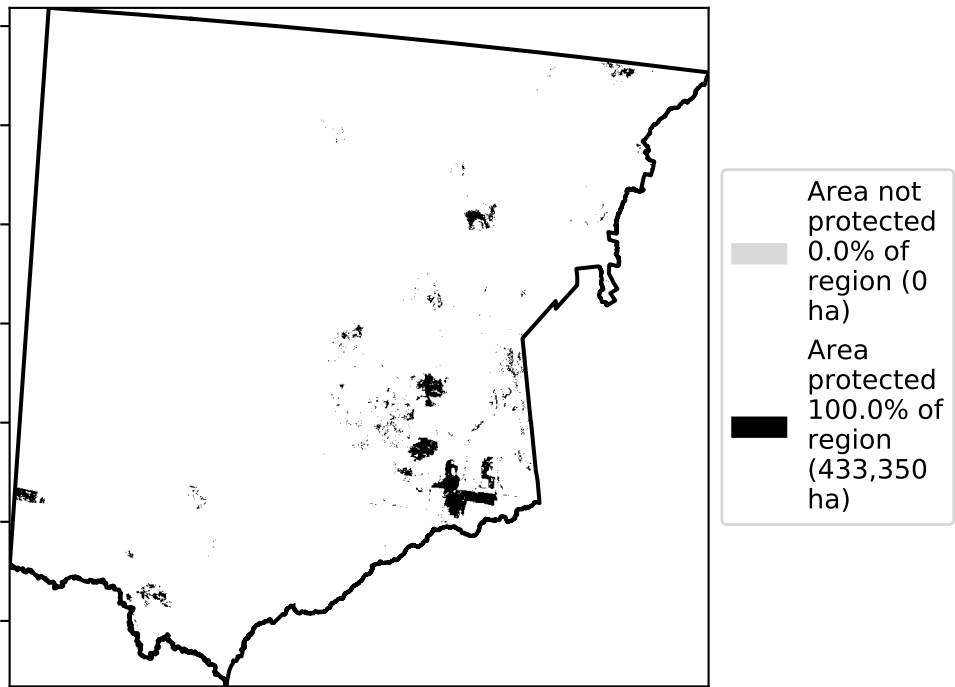 Area not
protected
0.0% of
region (0
ha)
Area
protected
100.0% of
region
(433,350
ha)